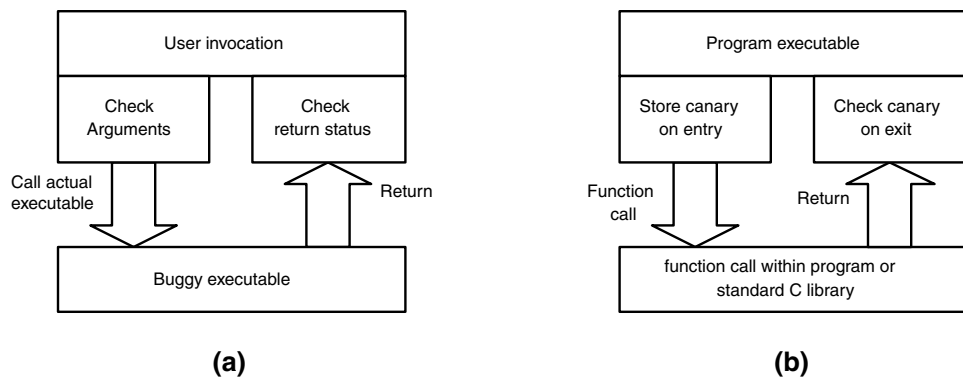 User invocation
Check
Arguments
Check
return status
Call actual
executable
Return
Buggy executable
(a)
Program executable
Store canary
on entry
Check canary
on exit
Function
call
Return
function call within program or
standard C library
(b)